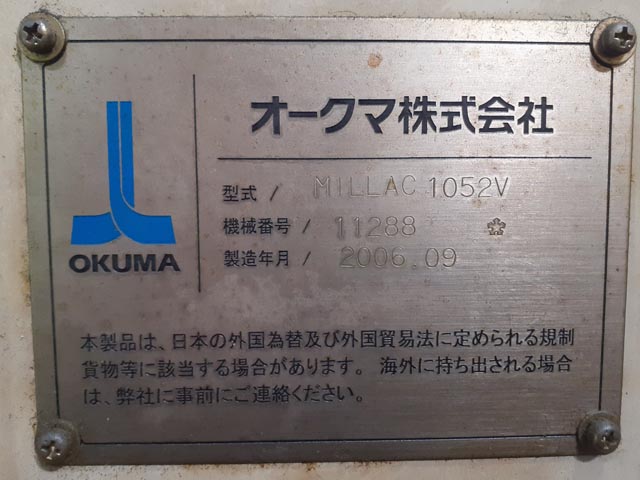 オークマ株式会社
OKUMA
型式 / MILLAC 1052V
機械番号 / 11288
製造年月 / 2006.09
本製品は、日本の外国為替及び外国貿易法に定められる規制
貨物等に該当する場合があります。 海外に持ち出される場合
は、弊社に事前にご連絡ください。